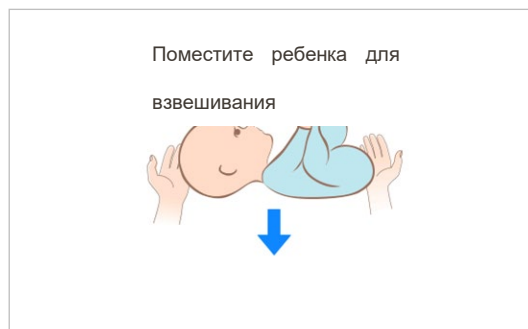 Поместите ребенка для
взвешивания